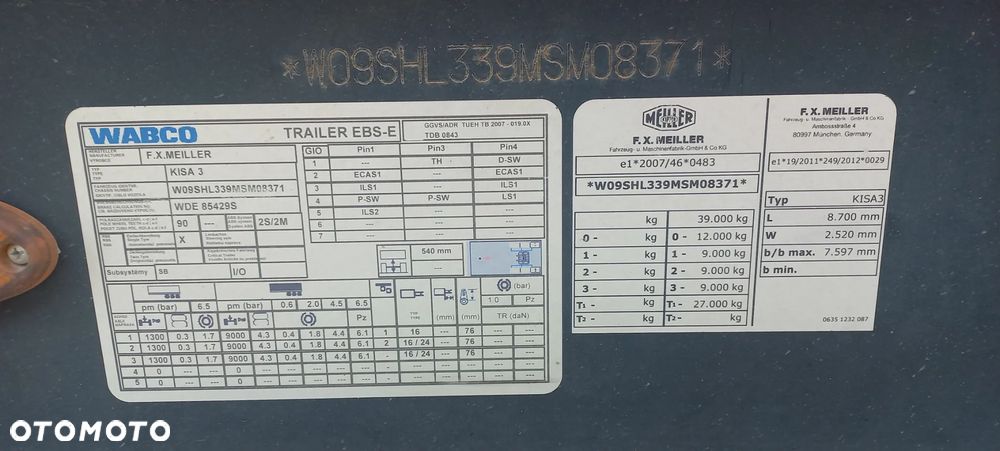 *W09SHL339MSM08371*
WABCO TRAILER EBS-E
GGVS/ADR TUEH TB 2007 - 019.0X
TDB 0843
HERSTELLER
MANUFACTURER
F.X.MEILLER
TYP
TYPE
KISA 3
W09SHL339MSM08371
WDE 85429S
90 2S/2M
X
Subsystemy SB I/O
GIO Pin1 Pin3 Pin4
1 --- TH D-SW
2 ECAS1 --- ECAS1
3 ILS1 --- ILS1
4 P-SW P-SW LS1
5 ILS2 --- ---
6 --- --- ---
7 --- --- ---
540 mm
---
pm (bar) 6.5 pm (bar) 0.6 2.0 4.5 6.5
Pz
TYP
TYPE
(mm) (mm)
(bar)
1.0 Pz
TR (daN)
1 1300 0.3 1.7 9000 4.3 0.4 1.8 4.4 6.1 1 16 --- 76 --- ---
2 1300 0.3 1.7 9000 4.3 0.4 1.8 4.4 6.1 2 16 / 24 --- 76 --- ---
3 1300 0.3 1.7 9000 4.3 0.4 1.8 4.4 6.1 - 16 / 24 --- 76 --- ---
4 0 --- --- 0 --- --- --- --- --- --- --- --- --- ---
5 0 --- --- 0 --- --- --- --- --- --- --- --- --- ---
MEILLER
F.X. MEILLER
Fahrzeug- u. Maschinenfabrik-GmbH & Co KG
e1*2007/46*0483
*W09SHL339MSM08371*
kg 39.000 kg
0 - kg 0 - 12.000 kg
1 - kg 1 - 9.000 kg
2 - kg 2 - 9.000 kg
3 - kg 3 - 9.000 kg
T1 - kg T1 - 27.000 kg
T2 - kg T2 - kg
F.X. MEILLER
Fahrzeug- u. Maschinenfabrik-GmbH & Co KG
Ambossstraße 4
80997 München, Germany
e1*19/2011*249/2012*0029
Typ KISA3
L 8.700 mm
W 2.520 mm
b/b max. 7.597 mm
b min.
0635 1232 087
OTOMOTO